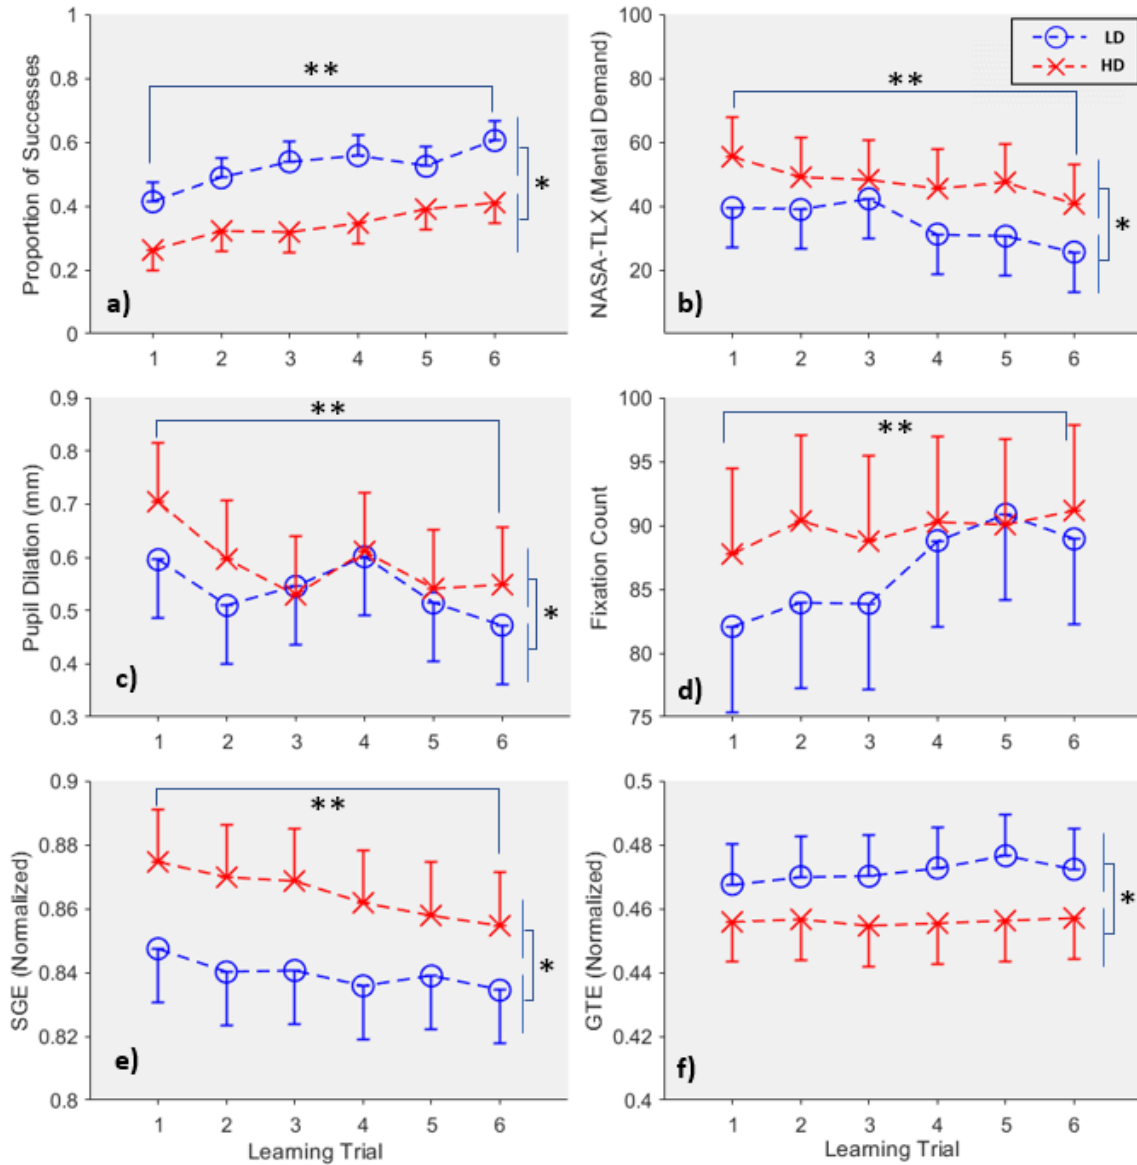 1
0.8
0.6
0.4
0.2
0
Proportion of Successes
**
*
a)
1 2 3 4 5 6
100
80
60
40
20
NASA-TLX (Mental Demand)
LD
HD
**
*
b)
1 2 3 4 5 6
0.9
0.8
0.7
0.6
0.5
0.4
0.3
Pupil Dilation (mm)
**
*
c)
1 2 3 4 5 6
100
95
90
85
80
75
Fixation Count
**
d)
1 2 3 4 5 6
0.9
0.88
0.86
0.84
0.82
0.8
SGE (Normalized)
**
*
e)
1 2 3 4 5 6
Learning Trial
0.5
0.48
0.46
0.44
0.42
0.4
GTE (Normalized)
*
f)
1 2 3 4 5 6
Learning Trial